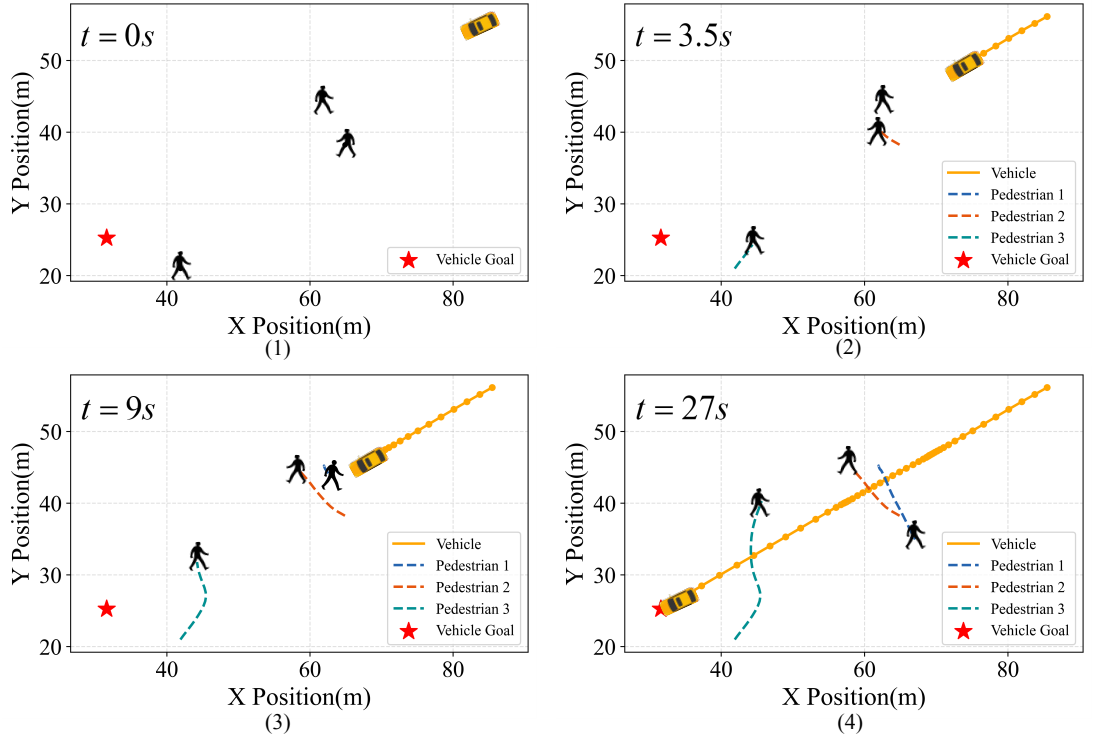 t = 0s
50
40
30
20
Y Position(m)
Vehicle Goal
40 60 80
X Position(m)
(1)
t = 3.5s
50
40
30
20
Y Position(m)
Vehicle
Pedestrian 1
Pedestrian 2
Pedestrian 3
Vehicle Goal
40 60 80
X Position(m)
(2)
t = 9s
50
40
30
20
Y Position(m)
Vehicle
Pedestrian 1
Pedestrian 2
Pedestrian 3
Vehicle Goal
40 60 80
X Position(m)
(3)
t = 27s
50
40
30
20
Y Position(m)
Vehicle
Pedestrian 1
Pedestrian 2
Pedestrian 3
Vehicle Goal
40 60 80
X Position(m)
(4)